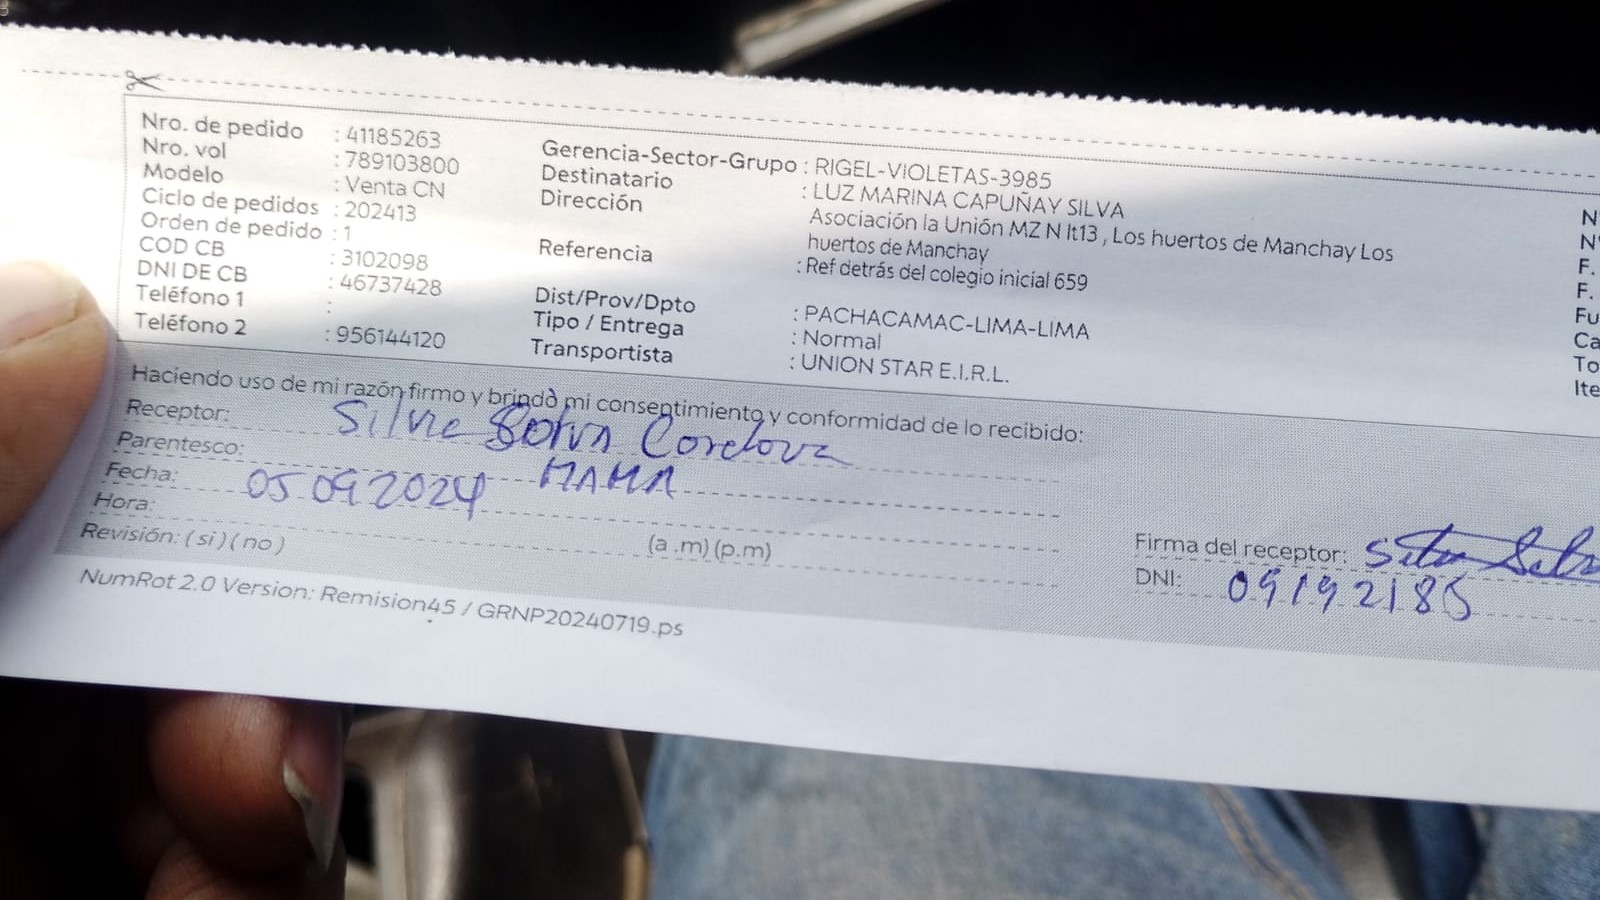 Nro. de pedido : 41185263
Nro. vol : 789103800
Modelo : Venta CN
Ciclo de pedidos : 202413
Orden de pedido : 1
COD CB : 3102098
DNI DE CB : 46737428
Teléfono 1 :
Teléfono 2 : 956144120
Gerencia-Sector-Grupo : RIGEL-VIOLETAS-3985
Destinatario : LUZ MARINA CAPUÑAY SILVA
Dirección Asociación la Unión MZ N lt13 , Los huertos de Manchay Los
huertos de Manchay
Referencia : Ref detrás del colegio inicial 659
Dist/Prov/Dpto : PACHACAMAC-LIMA-LIMA
Tipo / Entrega : Normal
Transportista : UNION STAR E.I.R.L.
N
N
F.
F.
Fu
Ca
To
Ite
Haciendo uso de mi razón firmo y brindo mi consentimiento y conformidad de lo recibido:
Receptor: Cordova
Parentesco: MAMA
Fecha: 05 09 2024
Hora: (a .m) (p.m)
Revisión: ( si ) ( no )
Firma del receptor:
DNI: 09192185
NumRot 2.0 Version: Remision45 / GRNP20240719.ps